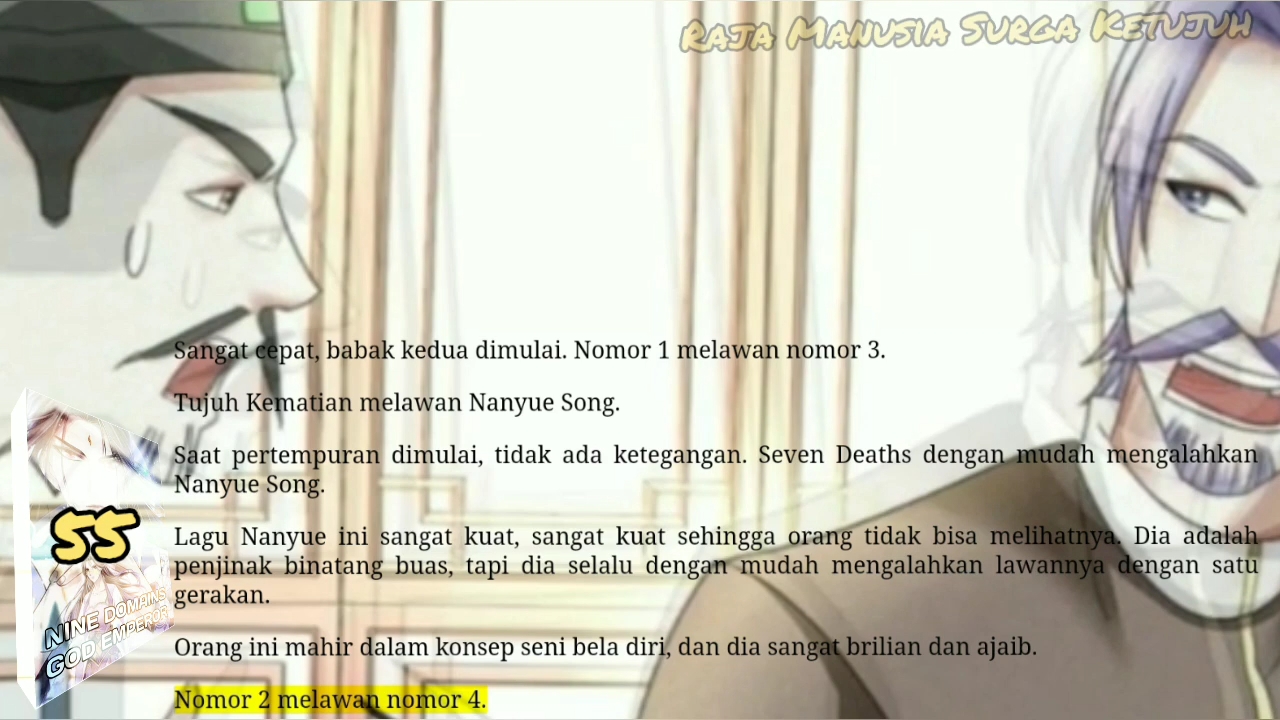 Raja Manusia Surga Ketujuh
Sangat cepat, babak kedua dimulai. Nomor 1 melawan nomor 3.
Tujuh Kematian melawan Nanyue Song.
Saat pertempuran dimulai, tidak ada ketegangan. Seven Deaths dengan mudah mengalahkan
Nanyue Song.
Lagu Nanyue ini sangat kuat, sangat kuat sehingga orang tidak bisa melihatnya. Dia adalah
penjinak binatang buas, tapi dia selalu dengan mudah mengalahkan lawannya dengan satu
gerakan.
Orang ini mahir dalam konsep seni bela diri, dan dia sangat brilian dan ajaib.
Nomor 2 melawan nomor 4.
SS
NINE DOMAINS
GOD EMPEROR